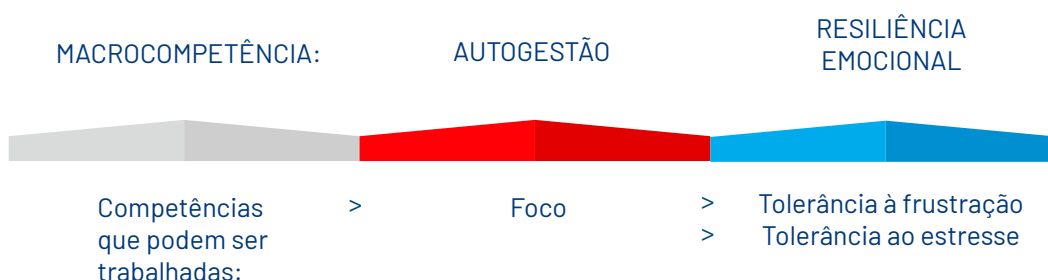 MACROCOMPETÊNCIA:
AUTOGESTÃO
RESILIÊNCIA
EMOCIONAL
Competências
que podem ser
trabalhadas:
> Foco
> Tolerância à frustração
> Tolerância ao estresse